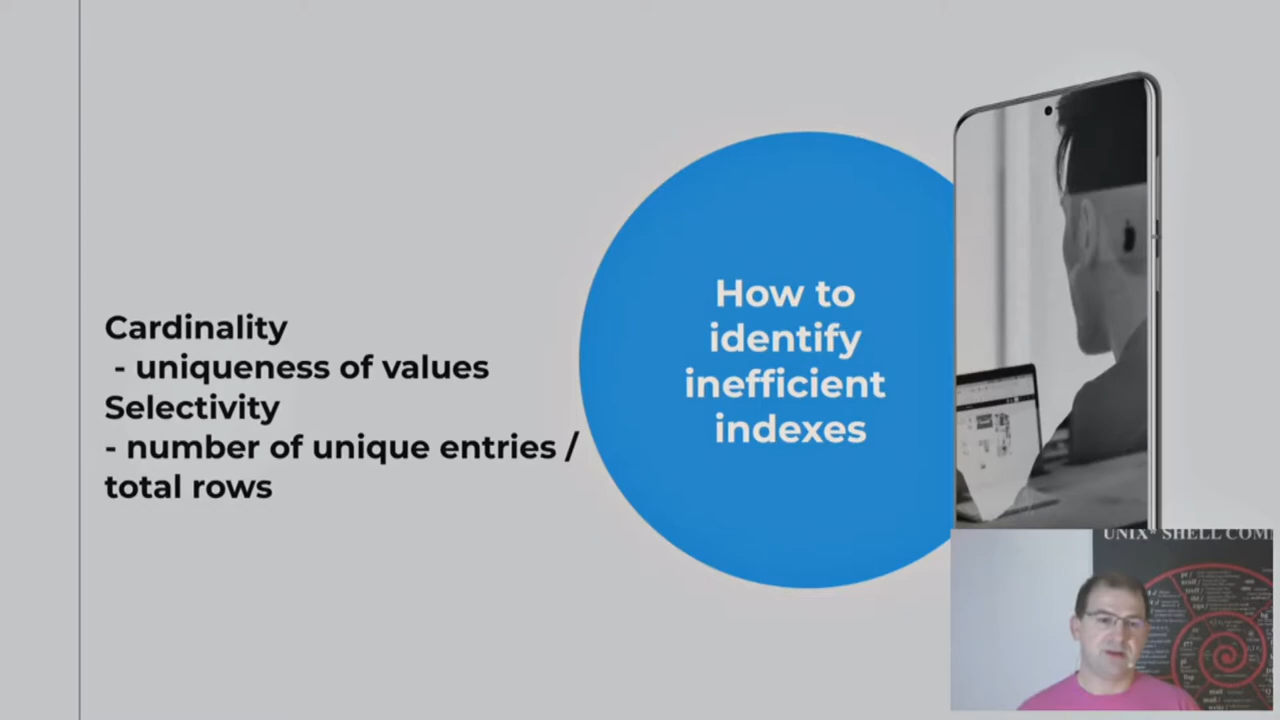 Cardinality
- uniqueness of values
Selectivity
- number of unique entries /
total rows
How to
identify
inefficient
indexes
UNIX* SHELL COM